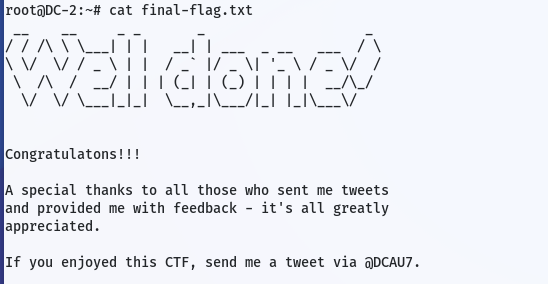 root@DC-2:~# cat final-flag.txt
Well done!
Congratulatons!!!
A special thanks to all those who sent me tweets
and provided me with feedback - it's all greatly
appreciated.
If you enjoyed this CTF, send me a tweet via @DCAU7.